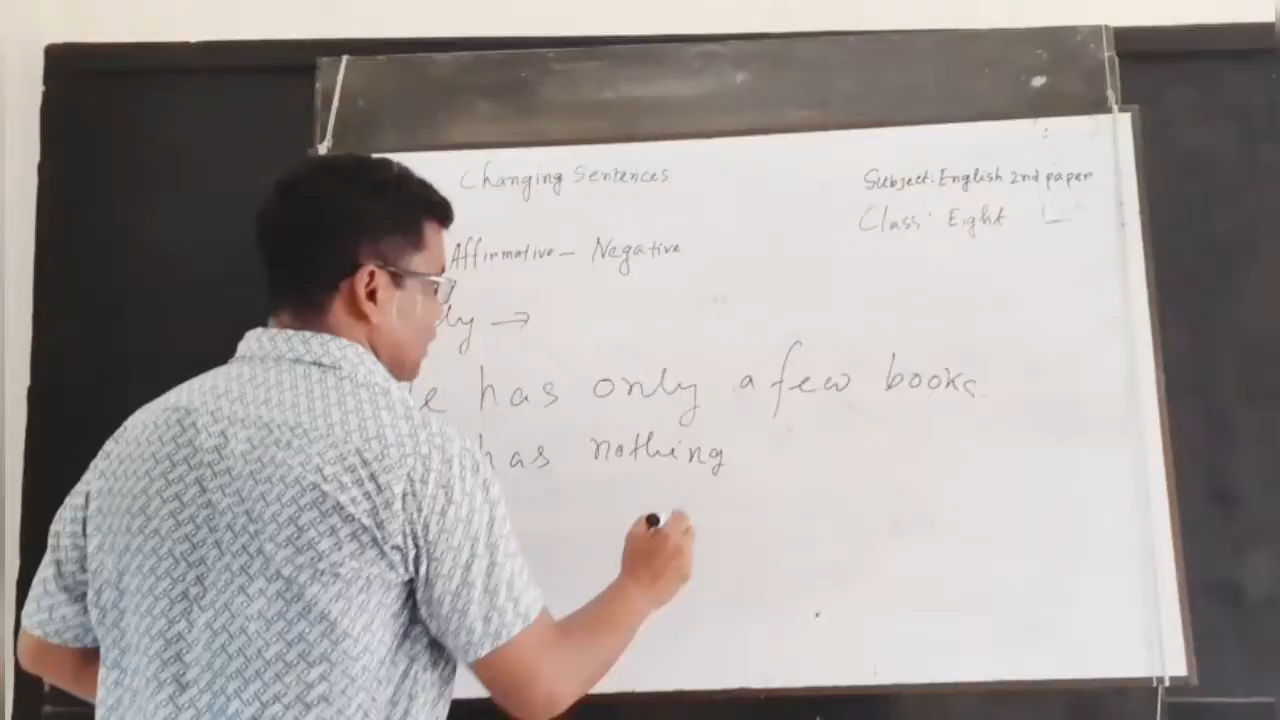 Changing Sentences
Subject: English 2nd paper
Class: Eight
Affirmative - Negative
→
has only a few books.
has nothing